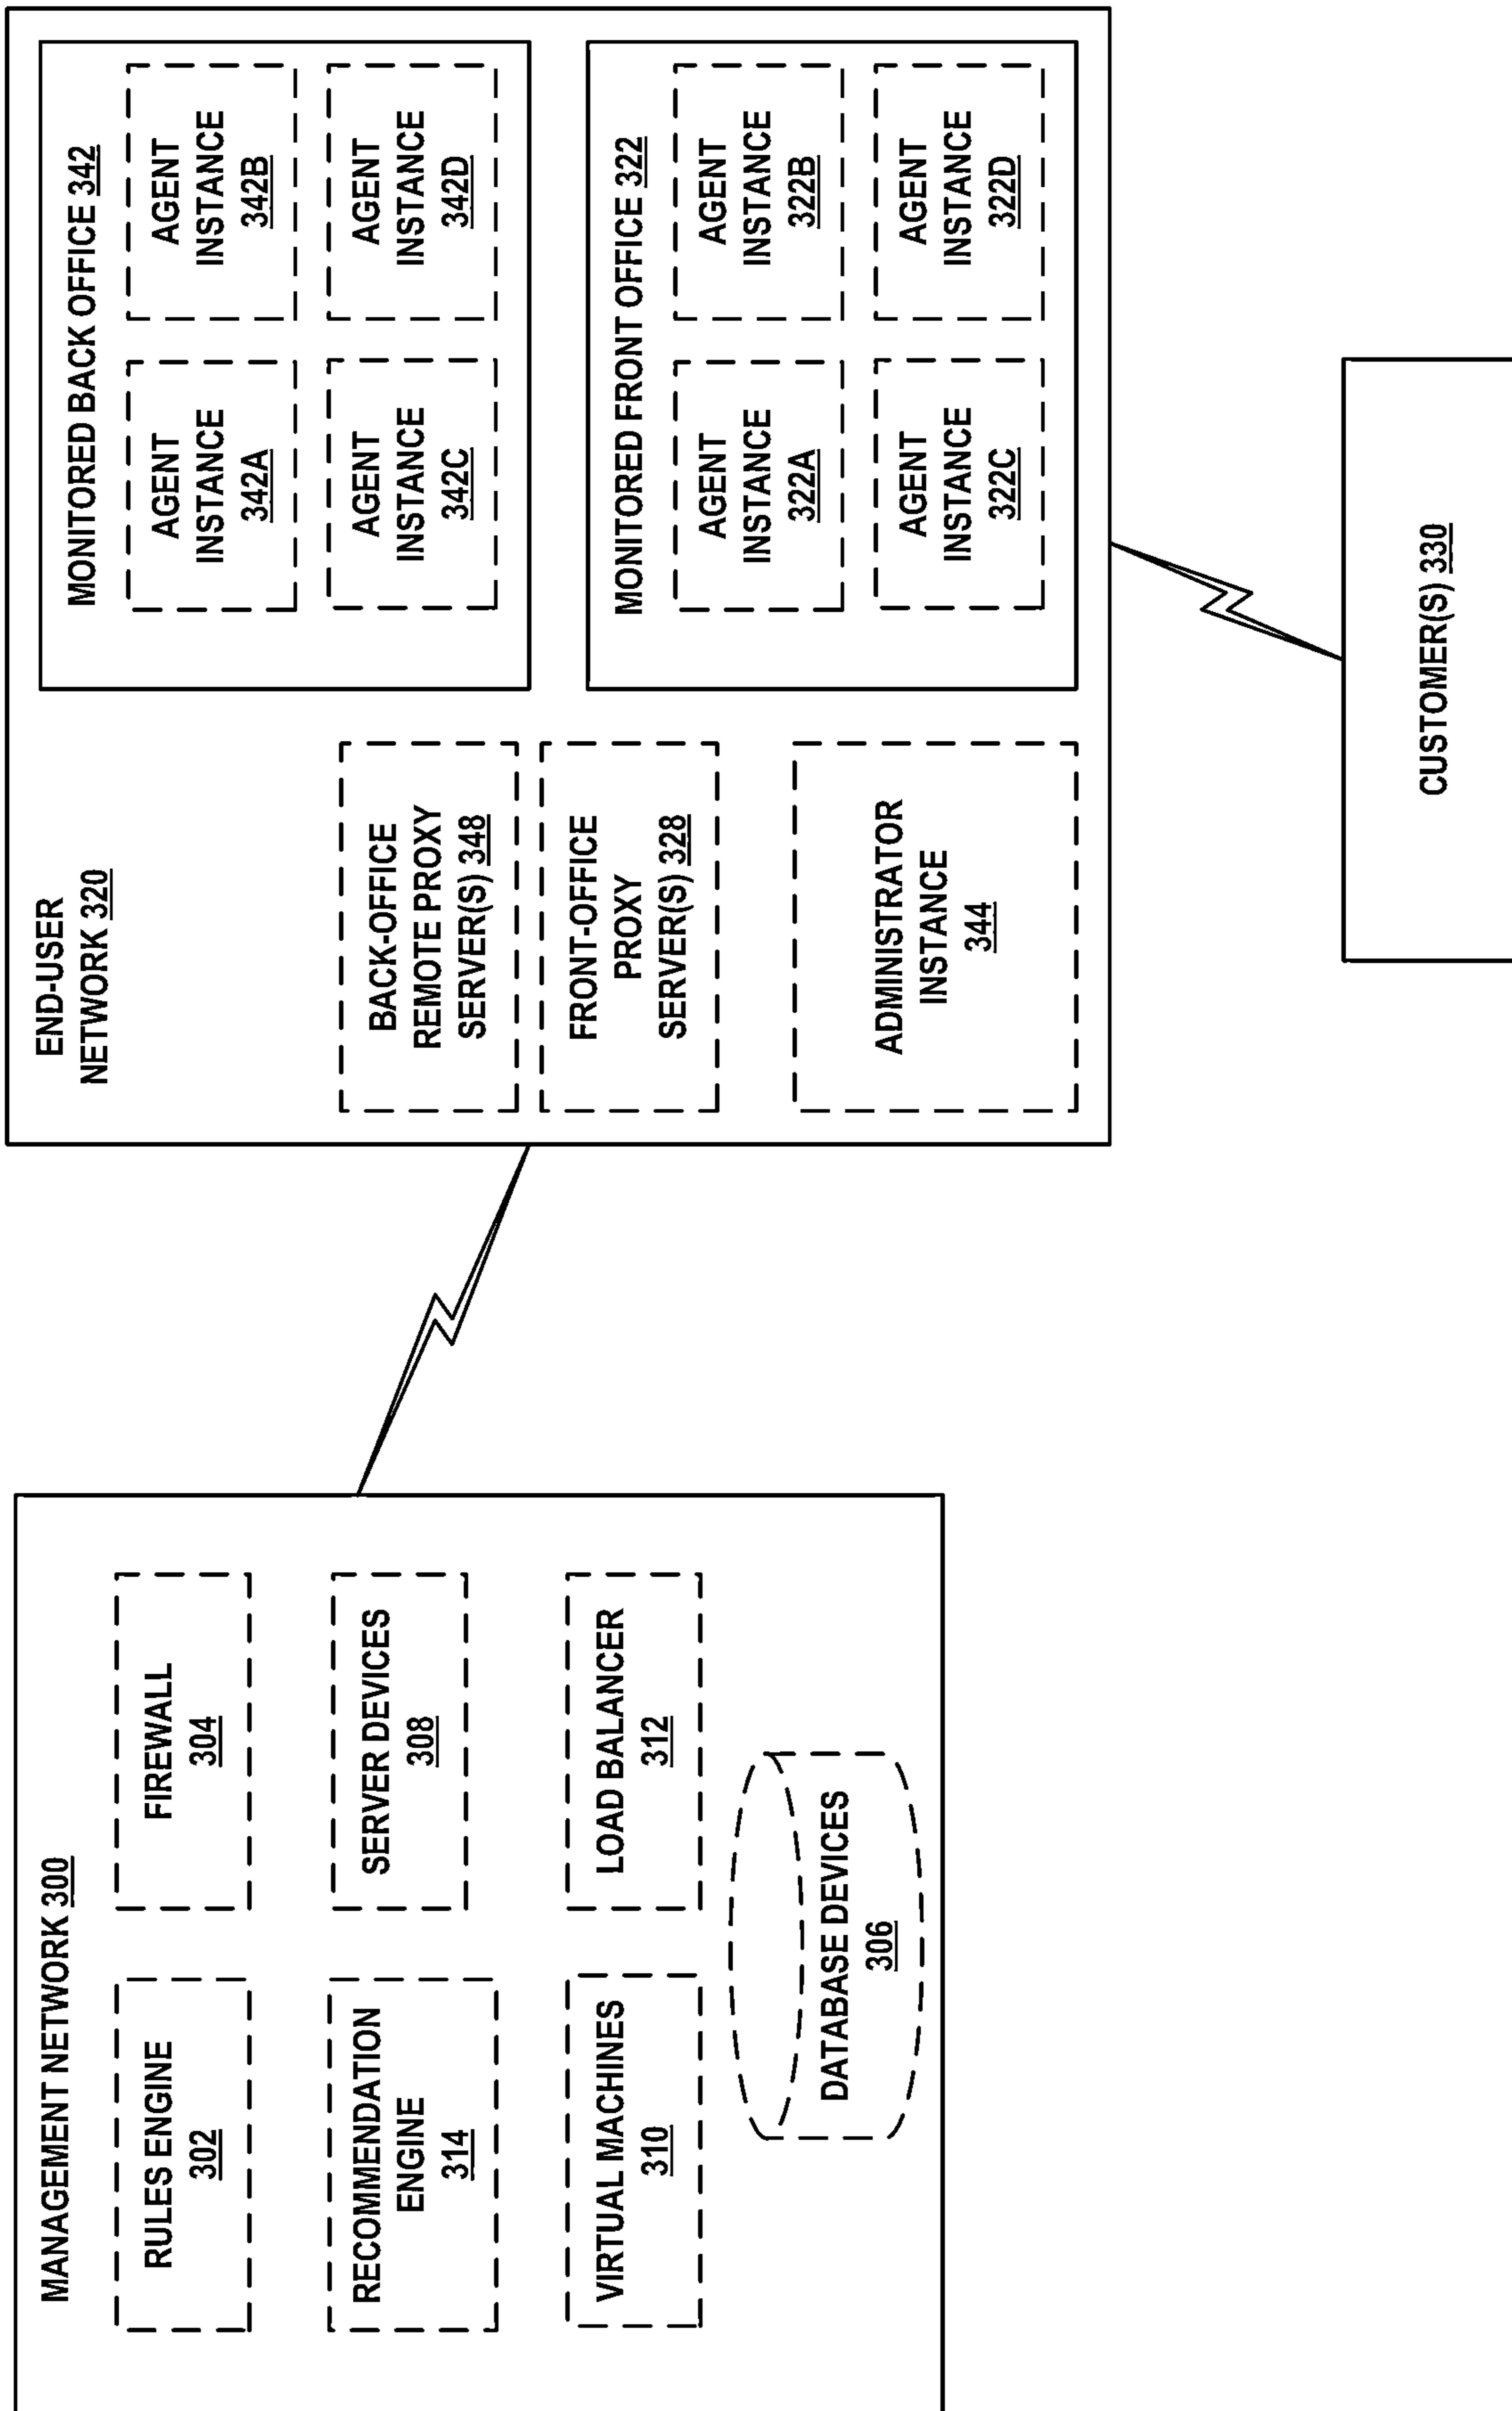 MANAGEMENT NETWORK 300
RULES ENGINE
302
FIREWALL
304
RECOMMENDATION
ENGINE
314
SERVER DEVICES
308
VIRTUAL MACHINES
310
LOAD BALANCER
312
DATABASE DEVICES
306
END-USER
NETWORK 320
BACK-OFFICE
REMOTE PROXY
SERVER(S) 348
FRONT-OFFICE
PROXY
SERVER(S) 328
ADMINISTRATOR
INSTANCE
344
MONITORED BACK OFFICE 342
AGENT
INSTANCE
342A
AGENT
INSTANCE
342B
AGENT
INSTANCE
342C
AGENT
INSTANCE
342D
MONITORED FRONT OFFICE 322
AGENT
INSTANCE
322A
AGENT
INSTANCE
322B
AGENT
INSTANCE
322C
AGENT
INSTANCE
322D
CUSTOMER(S) 330